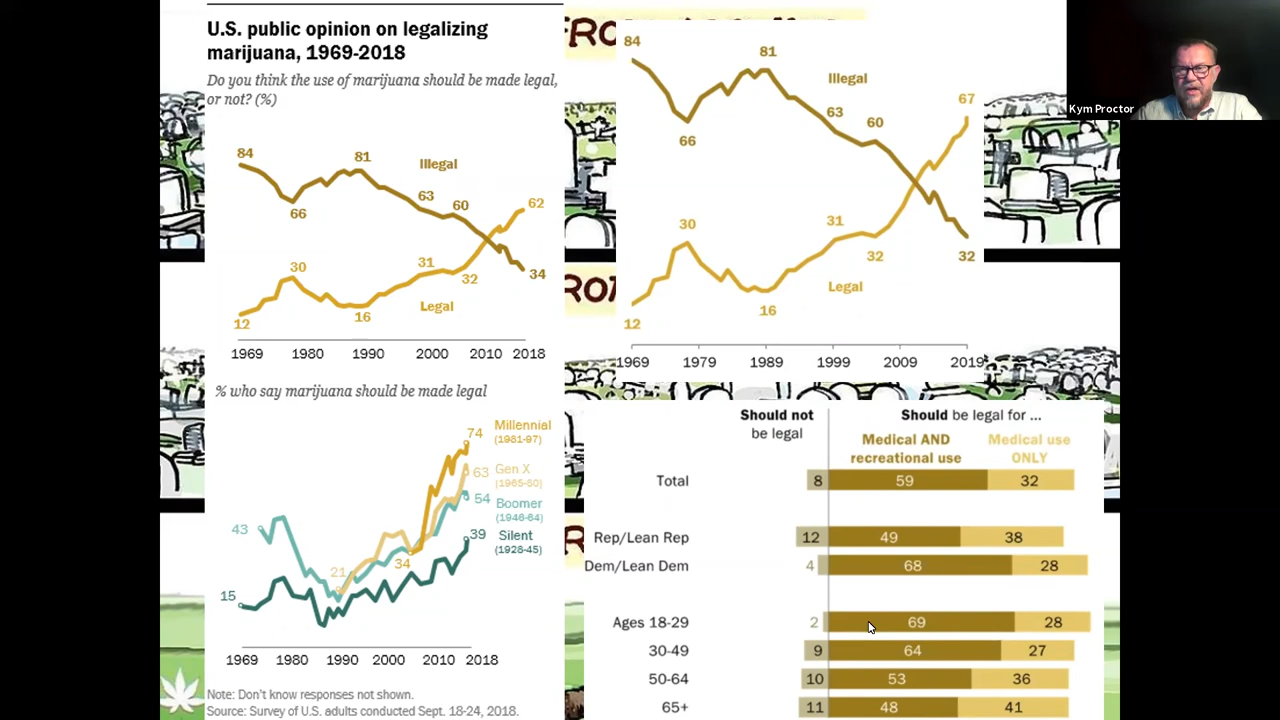 U.S. public opinion on legalizing
marijuana, 1969-2018
Do you think the use of marijuana should be made legal,
or not? (%)
84
81
Illegal
66
63
60
62
30
31
32
34
12
16
Legal
1969 1980 1990 2000 2010 2018
% who say marijuana should be made legal
74
Millennial
(1981-97)
63
Gen X
(1965-80)
54
Boomer
(1946-64)
39
Silent
(1928-45)
43
21
34
15
1969 1980 1990 2000 2010 2018
Note: Don't know responses not shown.
Source: Survey of U.S. adults conducted Sept. 18-24, 2018.
84
81
Illegal
66
63
60
67
30
31
32
32
12
16
Legal
1969 1979 1989 1999 2009 2019
Should not
be legal
Should be legal for ...
Medical AND
recreational use
Medical use
ONLY
Total 8 59 32
Rep/Lean Rep 12 49 38
Dem/Lean Dem 4 68 28
Ages 18-29 2 69 28
30-49 9 64 27
50-64 10 53 36
65+ 11 48 41
Kym Proctor